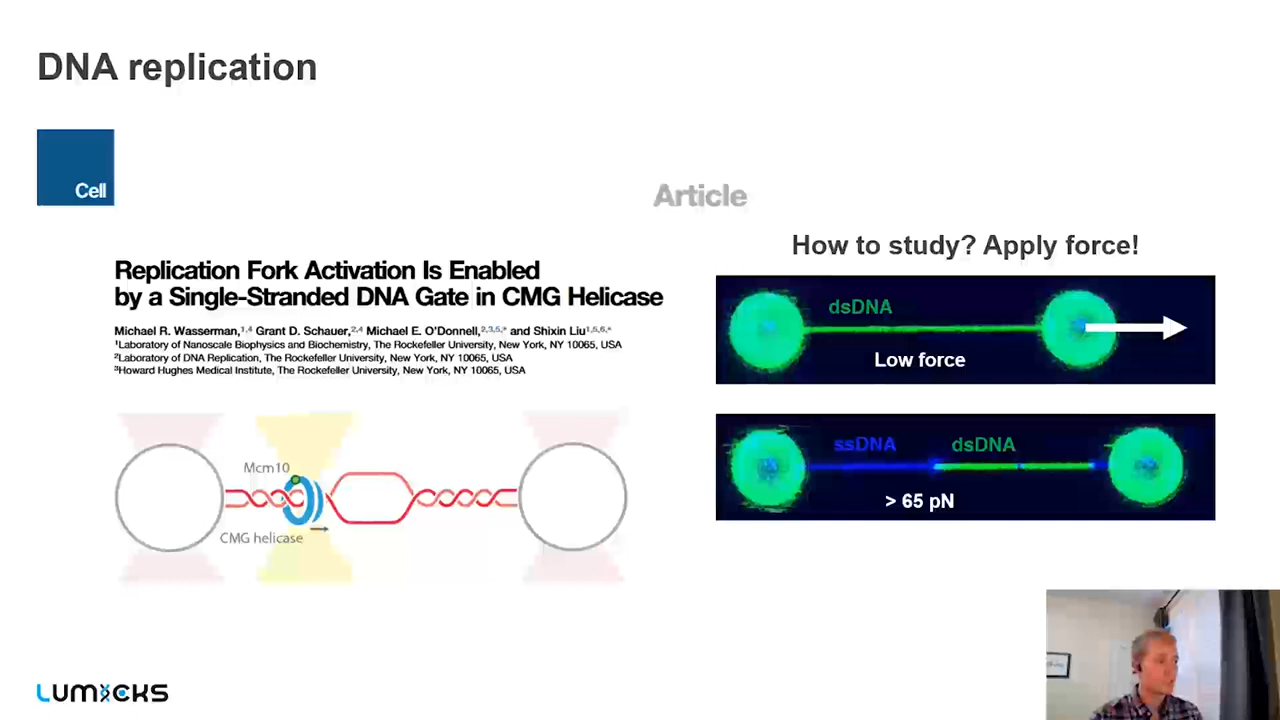 DNA replication
Cell
Article
Replication Fork Activation Is Enabled
by a Single-Stranded DNA Gate in CMG Helicase
Michael R. Wasserman,1,4 Grant D. Schauer,2,4 Michael E. O'Donnell,2,3,5,* and Shixin Liu1,5,6,*
1Laboratory of Nanoscale Biophysics and Biochemistry, The Rockefeller University, New York, NY 10065, USA
2Laboratory of DNA Replication, The Rockefeller University, New York, NY 10065, USA
3Howard Hughes Medical Institute, The Rockefeller University, New York, NY 10065, USA
Mcm10
CMG helicase
How to study? Apply force!
dsDNA
Low force
ssDNA dsDNA
> 65 pN
LUMICKS